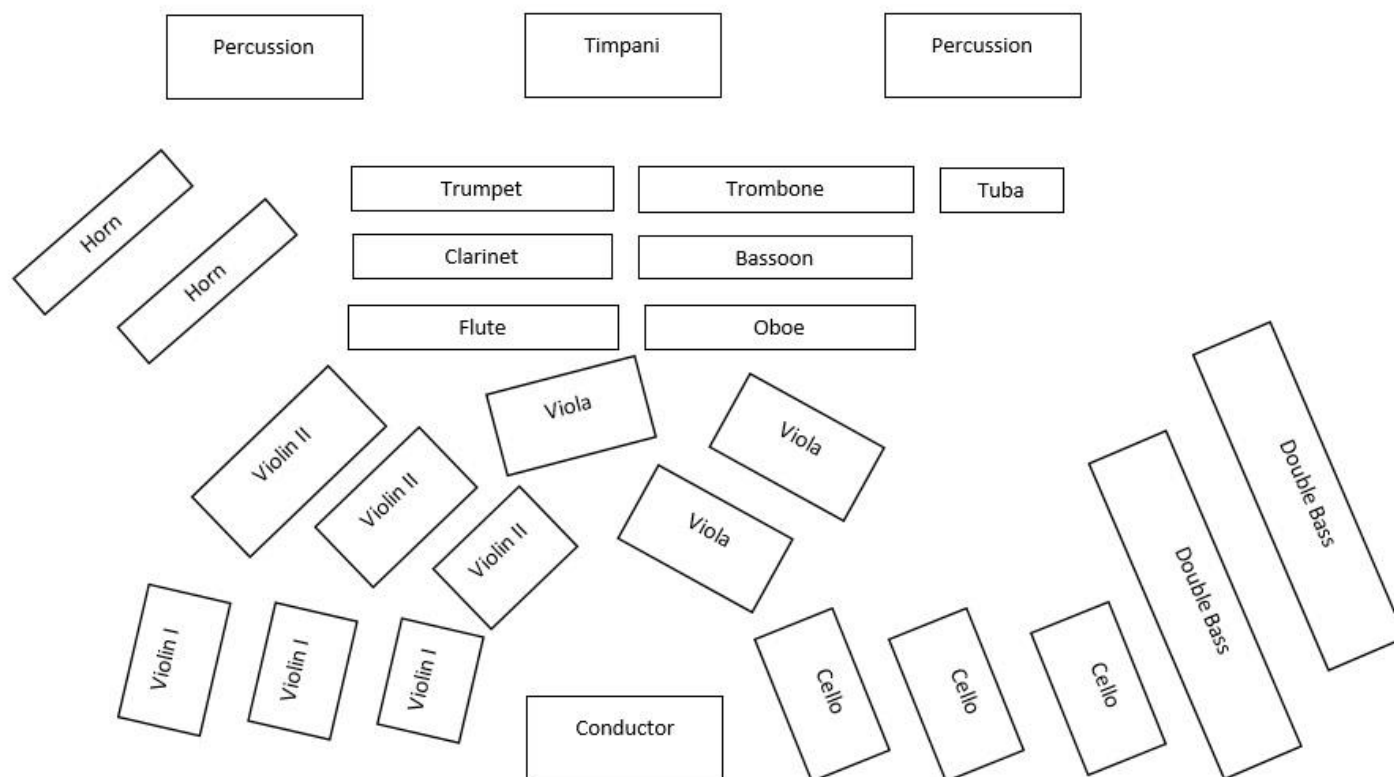 Percussion
Timpani
Percussion
Trumpet
Trombone
Tuba
Horn
Horn
Clarinet
Bassoon
Flute
Oboe
Viola
Viola
Violin II
Violin II
Violin II
Viola
Double Bass
Double Bass
Violin I
Violin I
Violin I
Cello
Cello
Cello
Conductor